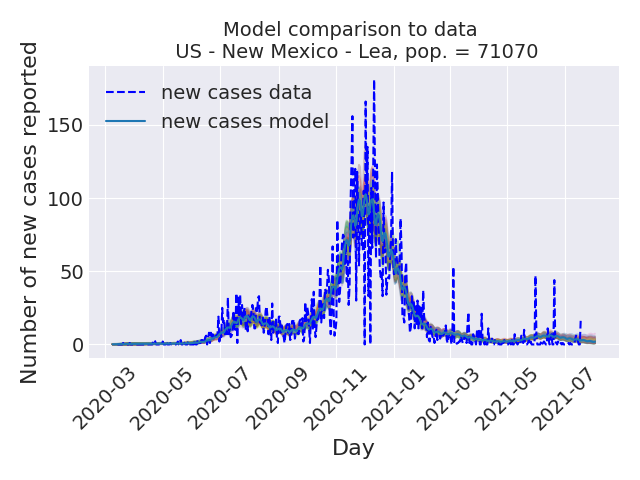 Model comparison to data
US - New Mexico - Lea, pop. = 71070
Number of new cases reported
new cases data
new cases model
150
100
50
0
2020-03
2020-05
2020-07
2020-09
2020-11
2021-01
2021-03
2021-05
2021-07
Day